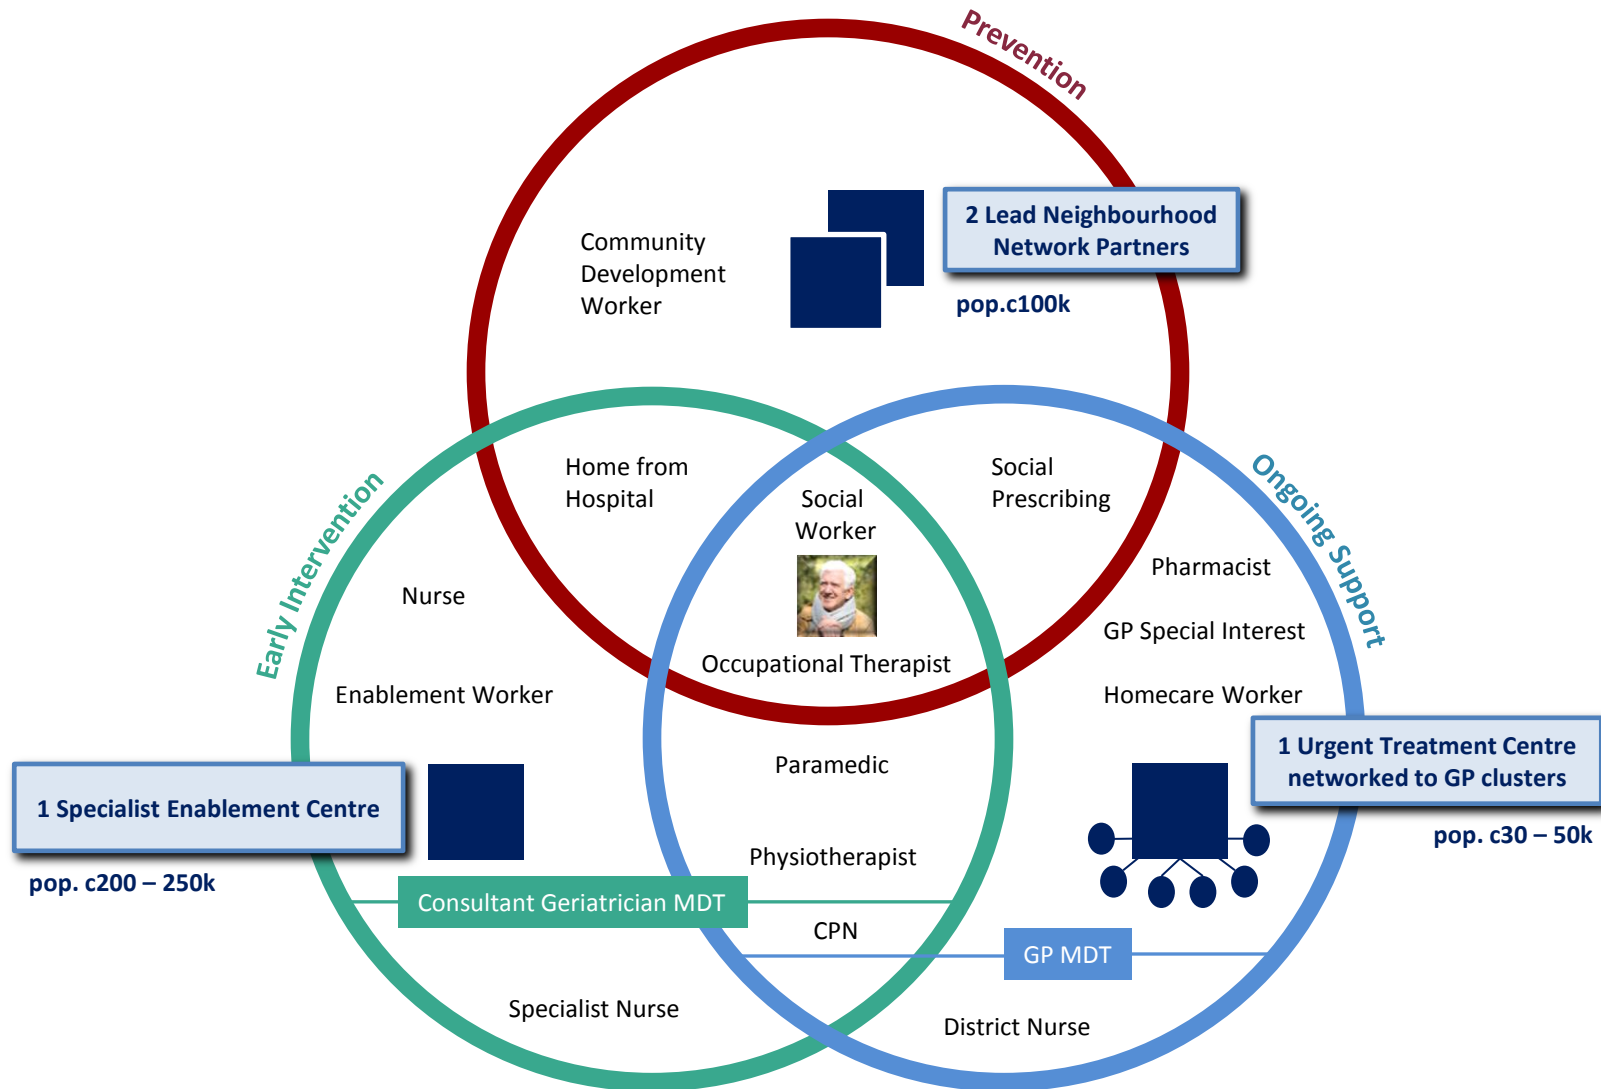 Prevention
2 Lead Neighbourhood
Network Partners
pop.c100k
Community
Development
Worker
Early Intervention
Home from
Hospital
Social
Worker
Social
Prescribing
Ongoing Support
Nurse
Pharmacist
GP Special Interest
Occupational Therapist
Enablement Worker
Homecare Worker
1 Specialist Enablement Centre
pop. c200 – 250k
Paramedic
1 Urgent Treatment Centre
networked to GP clusters
pop. c30 – 50k
Physiotherapist
Consultant Geriatrician MDT
CPN
GP MDT
Specialist Nurse
District Nurse